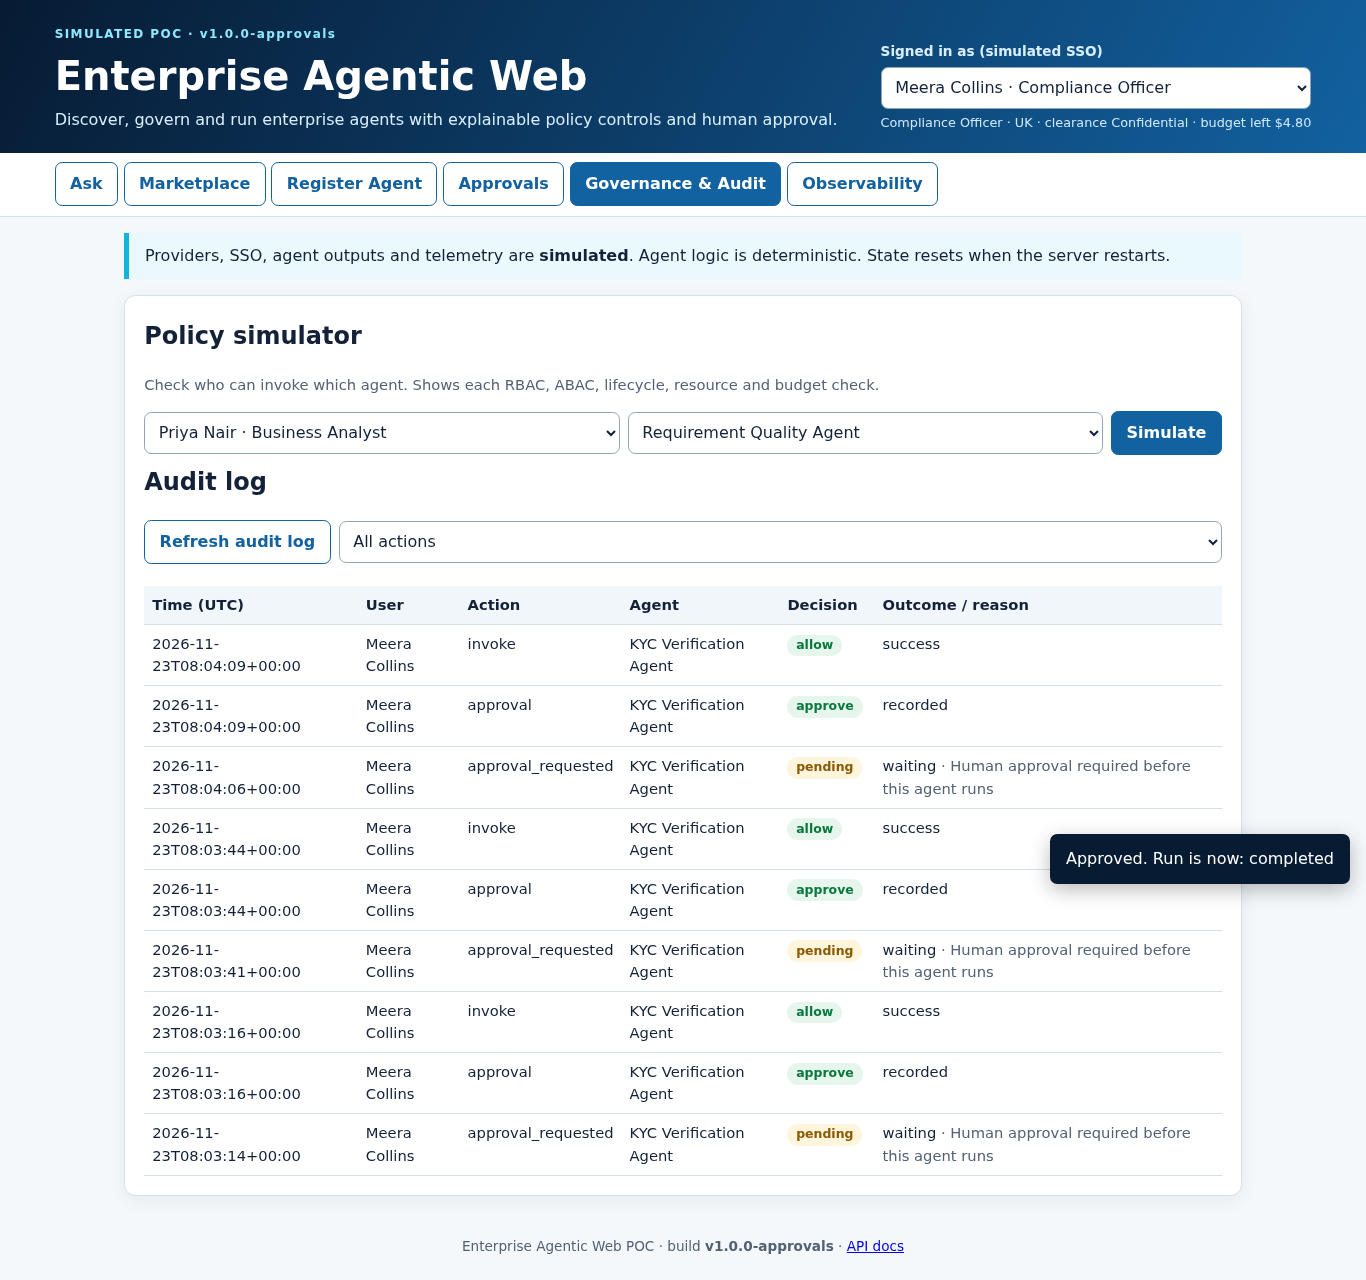 SIMULATED POC · v1.0.0-approvals
Enterprise Agentic Web
Discover, govern and run enterprise agents with explainable policy controls and human approval.
Signed in as (simulated SSO)
Meera Collins · Compliance Officer
Compliance Officer · UK · clearance Confidential · budget left $4.80
Ask
Marketplace
Register Agent
Approvals
Governance & Audit
Observability
Providers, SSO, agent outputs and telemetry are simulated. Agent logic is deterministic. State resets when the server restarts.
Policy simulator
Check who can invoke which agent. Shows each RBAC, ABAC, lifecycle, resource and budget check.
Priya Nair · Business Analyst
Requirement Quality Agent
Simulate
Audit log
Refresh audit log
All actions
Time (UTC) User Action Agent Decision Outcome / reason
2026-11- Meera invoke KYC Verification allow success
23T08:04:09+00:00 Collins Agent
2026-11- Meera approval KYC Verification approve recorded
23T08:04:09+00:00 Collins Agent
2026-11- Meera approval_requested KYC Verification pending waiting · Human approval required before
23T08:04:06+00:00 Collins Agent this agent runs
2026-11- Meera invoke KYC Verification allow success
23T08:03:44+00:00 Collins Agent
Approved. Run is now: completed
2026-11- Meera approval KYC Verification approve recorded
23T08:03:44+00:00 Collins Agent
2026-11- Meera approval_requested KYC Verification pending waiting · Human approval required before
23T08:03:41+00:00 Collins Agent this agent runs
2026-11- Meera invoke KYC Verification allow success
23T08:03:16+00:00 Collins Agent
2026-11- Meera approval KYC Verification approve recorded
23T08:03:16+00:00 Collins Agent
2026-11- Meera approval_requested KYC Verification pending waiting · Human approval required before
23T08:03:14+00:00 Collins Agent this agent runs
Enterprise Agentic Web POC · build v1.0.0-approvals · API docs